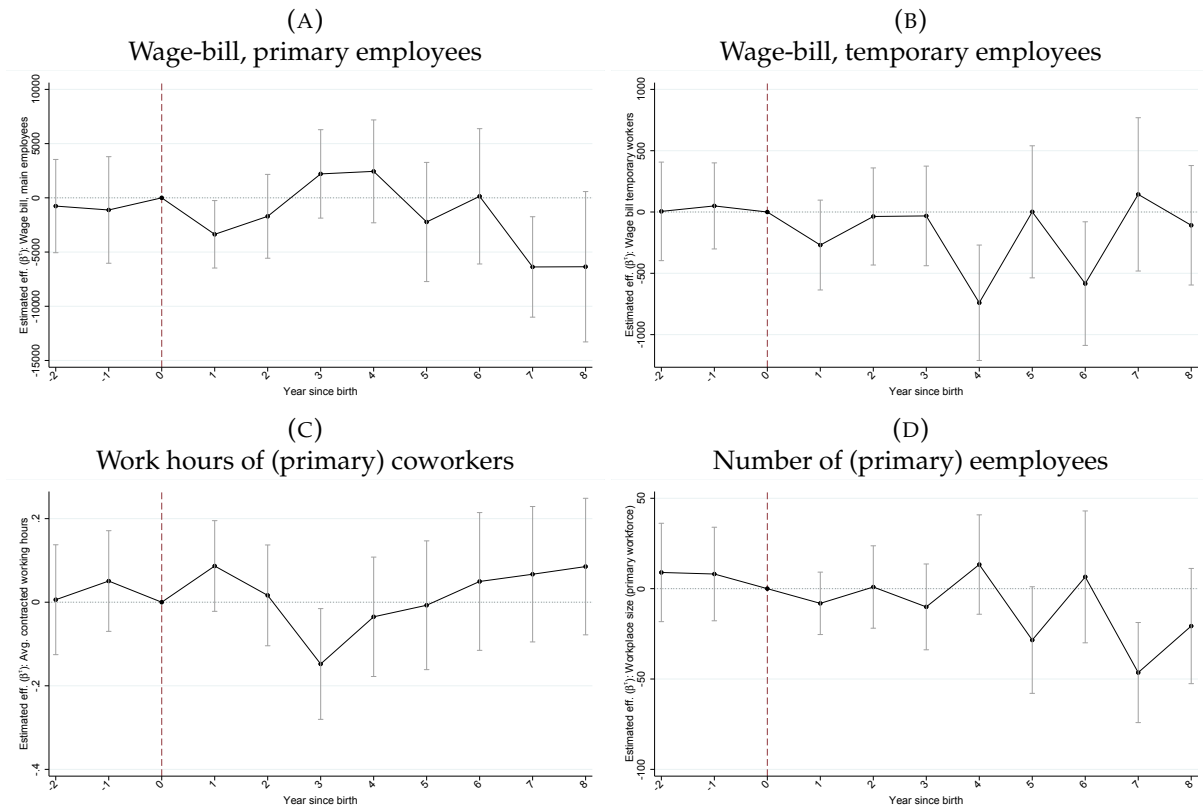 (A)
Wage-bill, primary employees
Estimated eff. (β¹): Wage bill, main employees
10000
5000
0
-5000
-10000
-15000
-2 -1 0 1 2 3 4 5 6 7 8
Year since birth
(B)
Wage-bill, temporary employees
Estimated eff. (β¹): Wage bill temporary workers
1000
500
0
-500
-1000
-2 -1 0 1 2 3 4 5 6 7 8
Year since birth
(C)
Work hours of (primary) coworkers
Estimated eff. (β¹): Avg. contracted working hours
.2
0
-.2
-.4
-2 -1 0 1 2 3 4 5 6 7 8
Year since birth
(D)
Number of (primary) eemployees
Estimated eff. (β¹): Workplace size (primary workforce)
50
0
-50
-100
-2 -1 0 1 2 3 4 5 6 7 8
Year since birth